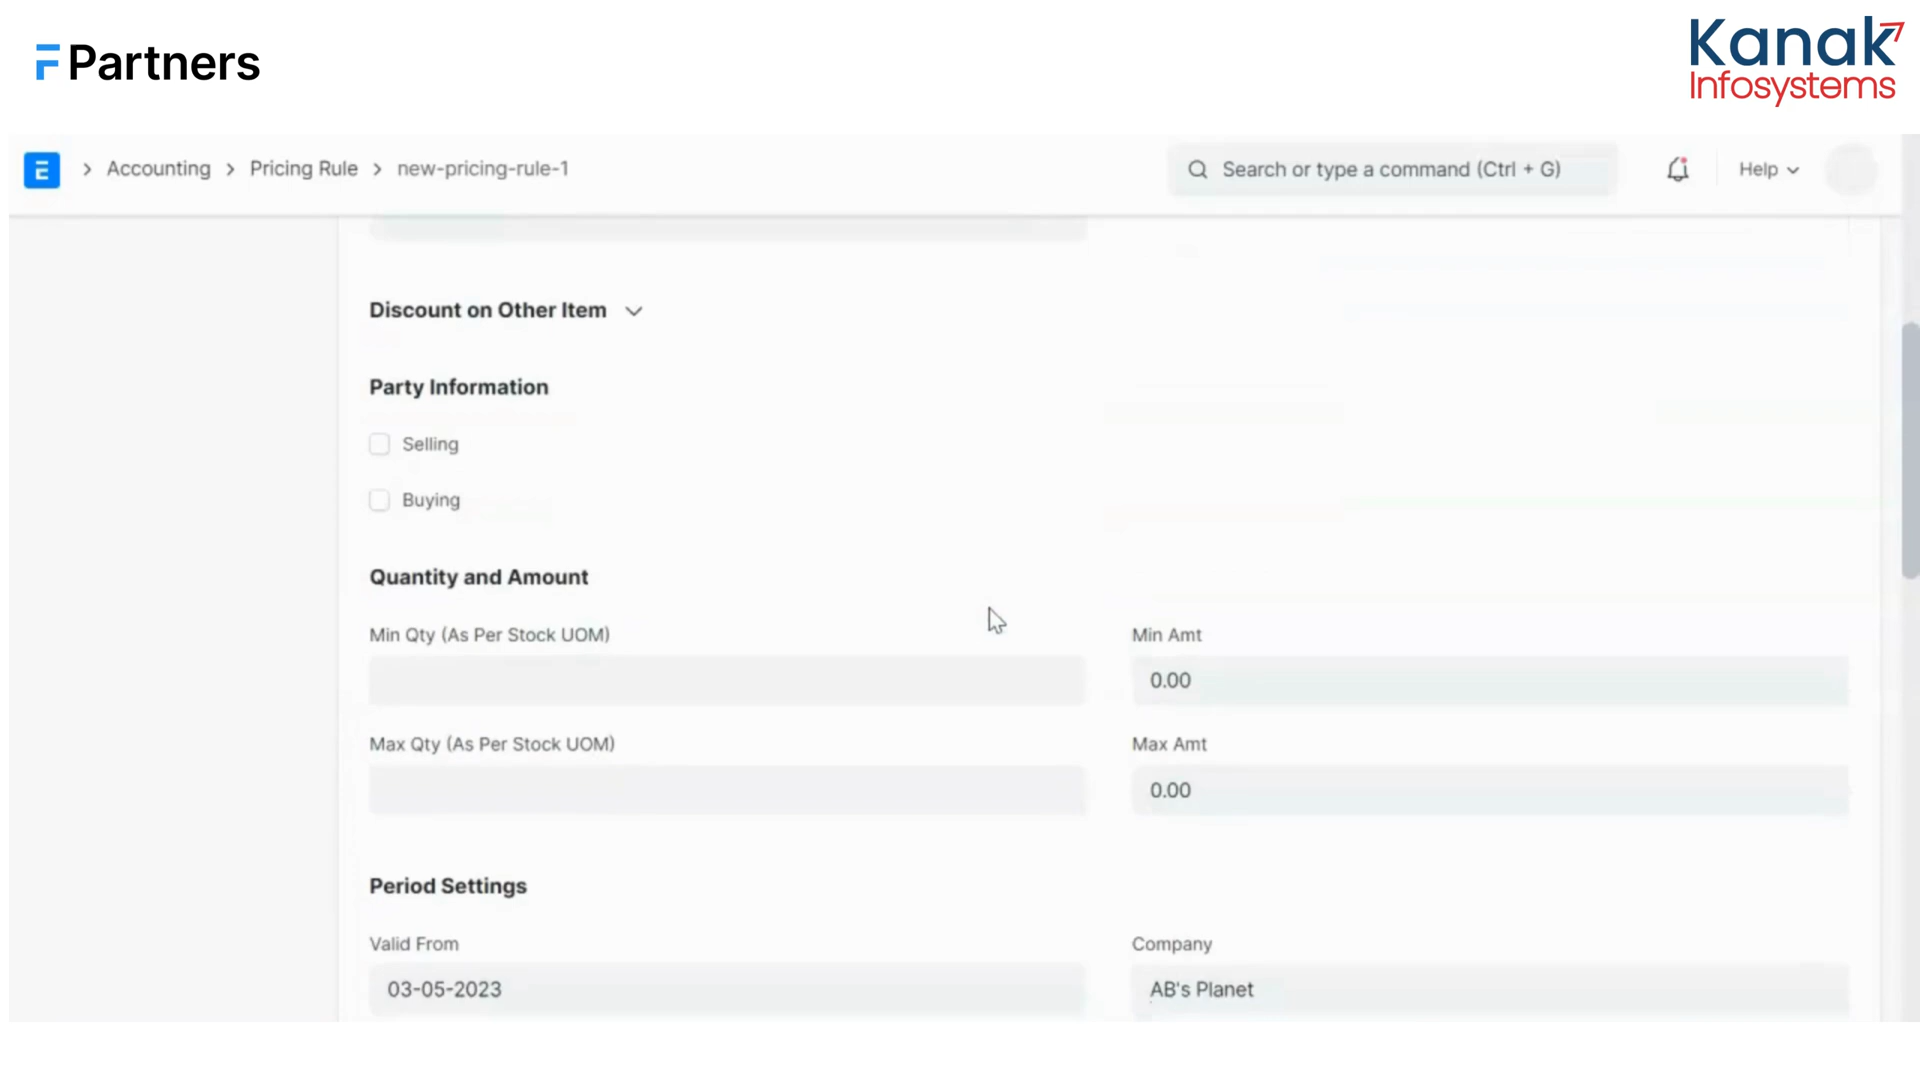 Partners
Kanak
Infosystems
E > Accounting > Pricing Rule > new-pricing-rule-1
Search or type a command (Ctrl + G)
Help
Discount on Other Item
Party Information
Selling
Buying
Quantity and Amount
Min Qty (As Per Stock UOM)
Min Amt
0.00
Max Qty (As Per Stock UOM)
Max Amt
0.00
Period Settings
Valid From
Company
03-05-2023
AB's Planet